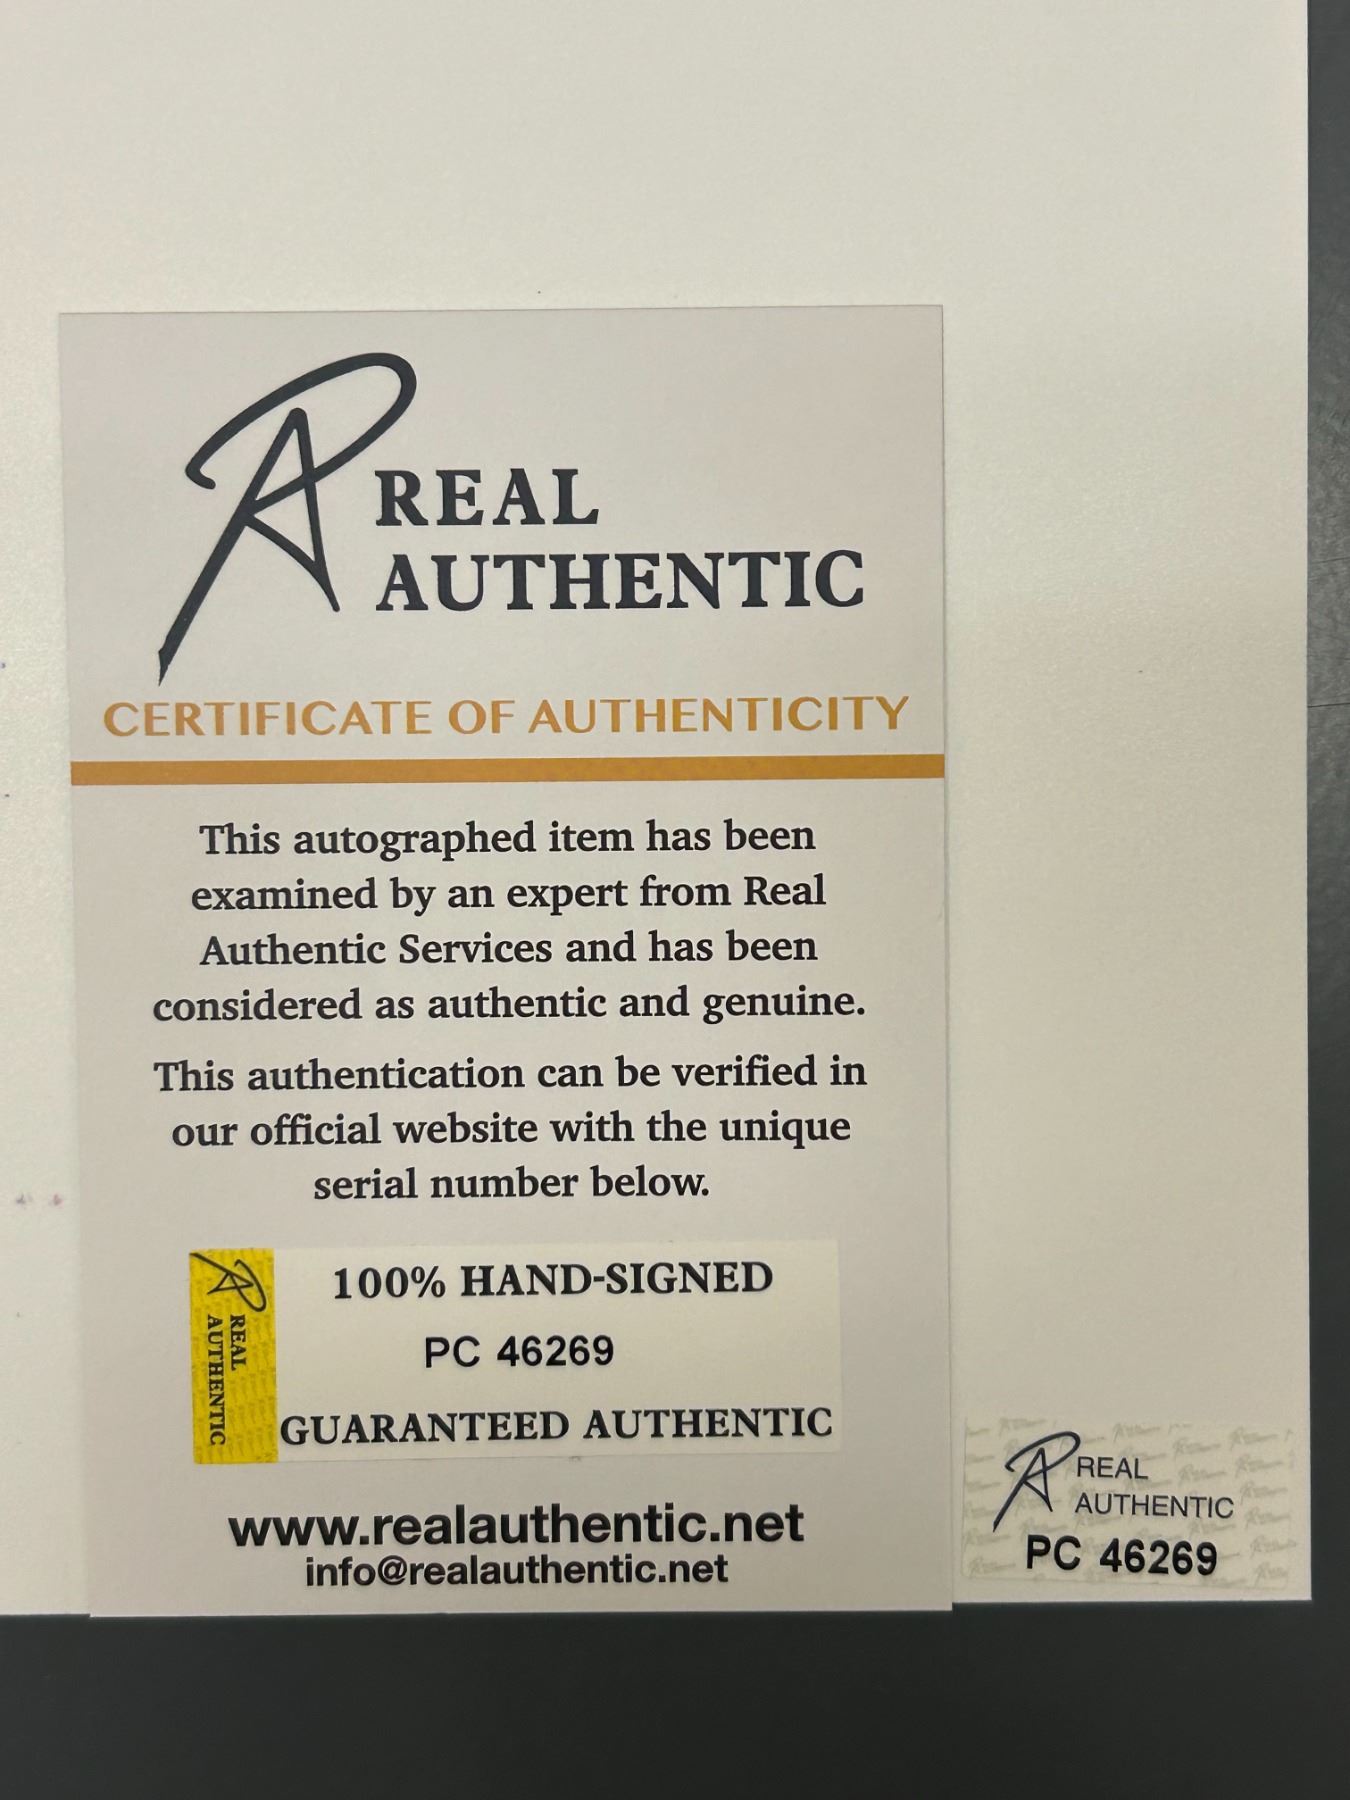 REAL
AUTHENTIC
CERTIFICATE OF AUTHENTICITY
This autographed item has been
examined by an expert from Real
Authentic Services and has been
considered as authentic and genuine.
This authentication can be verified in
our official website with the unique
serial number below.
REAL
AUTHENTIC
100% HAND-SIGNED
PC 46269
GUARANTEED AUTHENTIC
www.realauthentic.net
info@realauthentic.net
REAL
AUTHENTIC
PC 46269